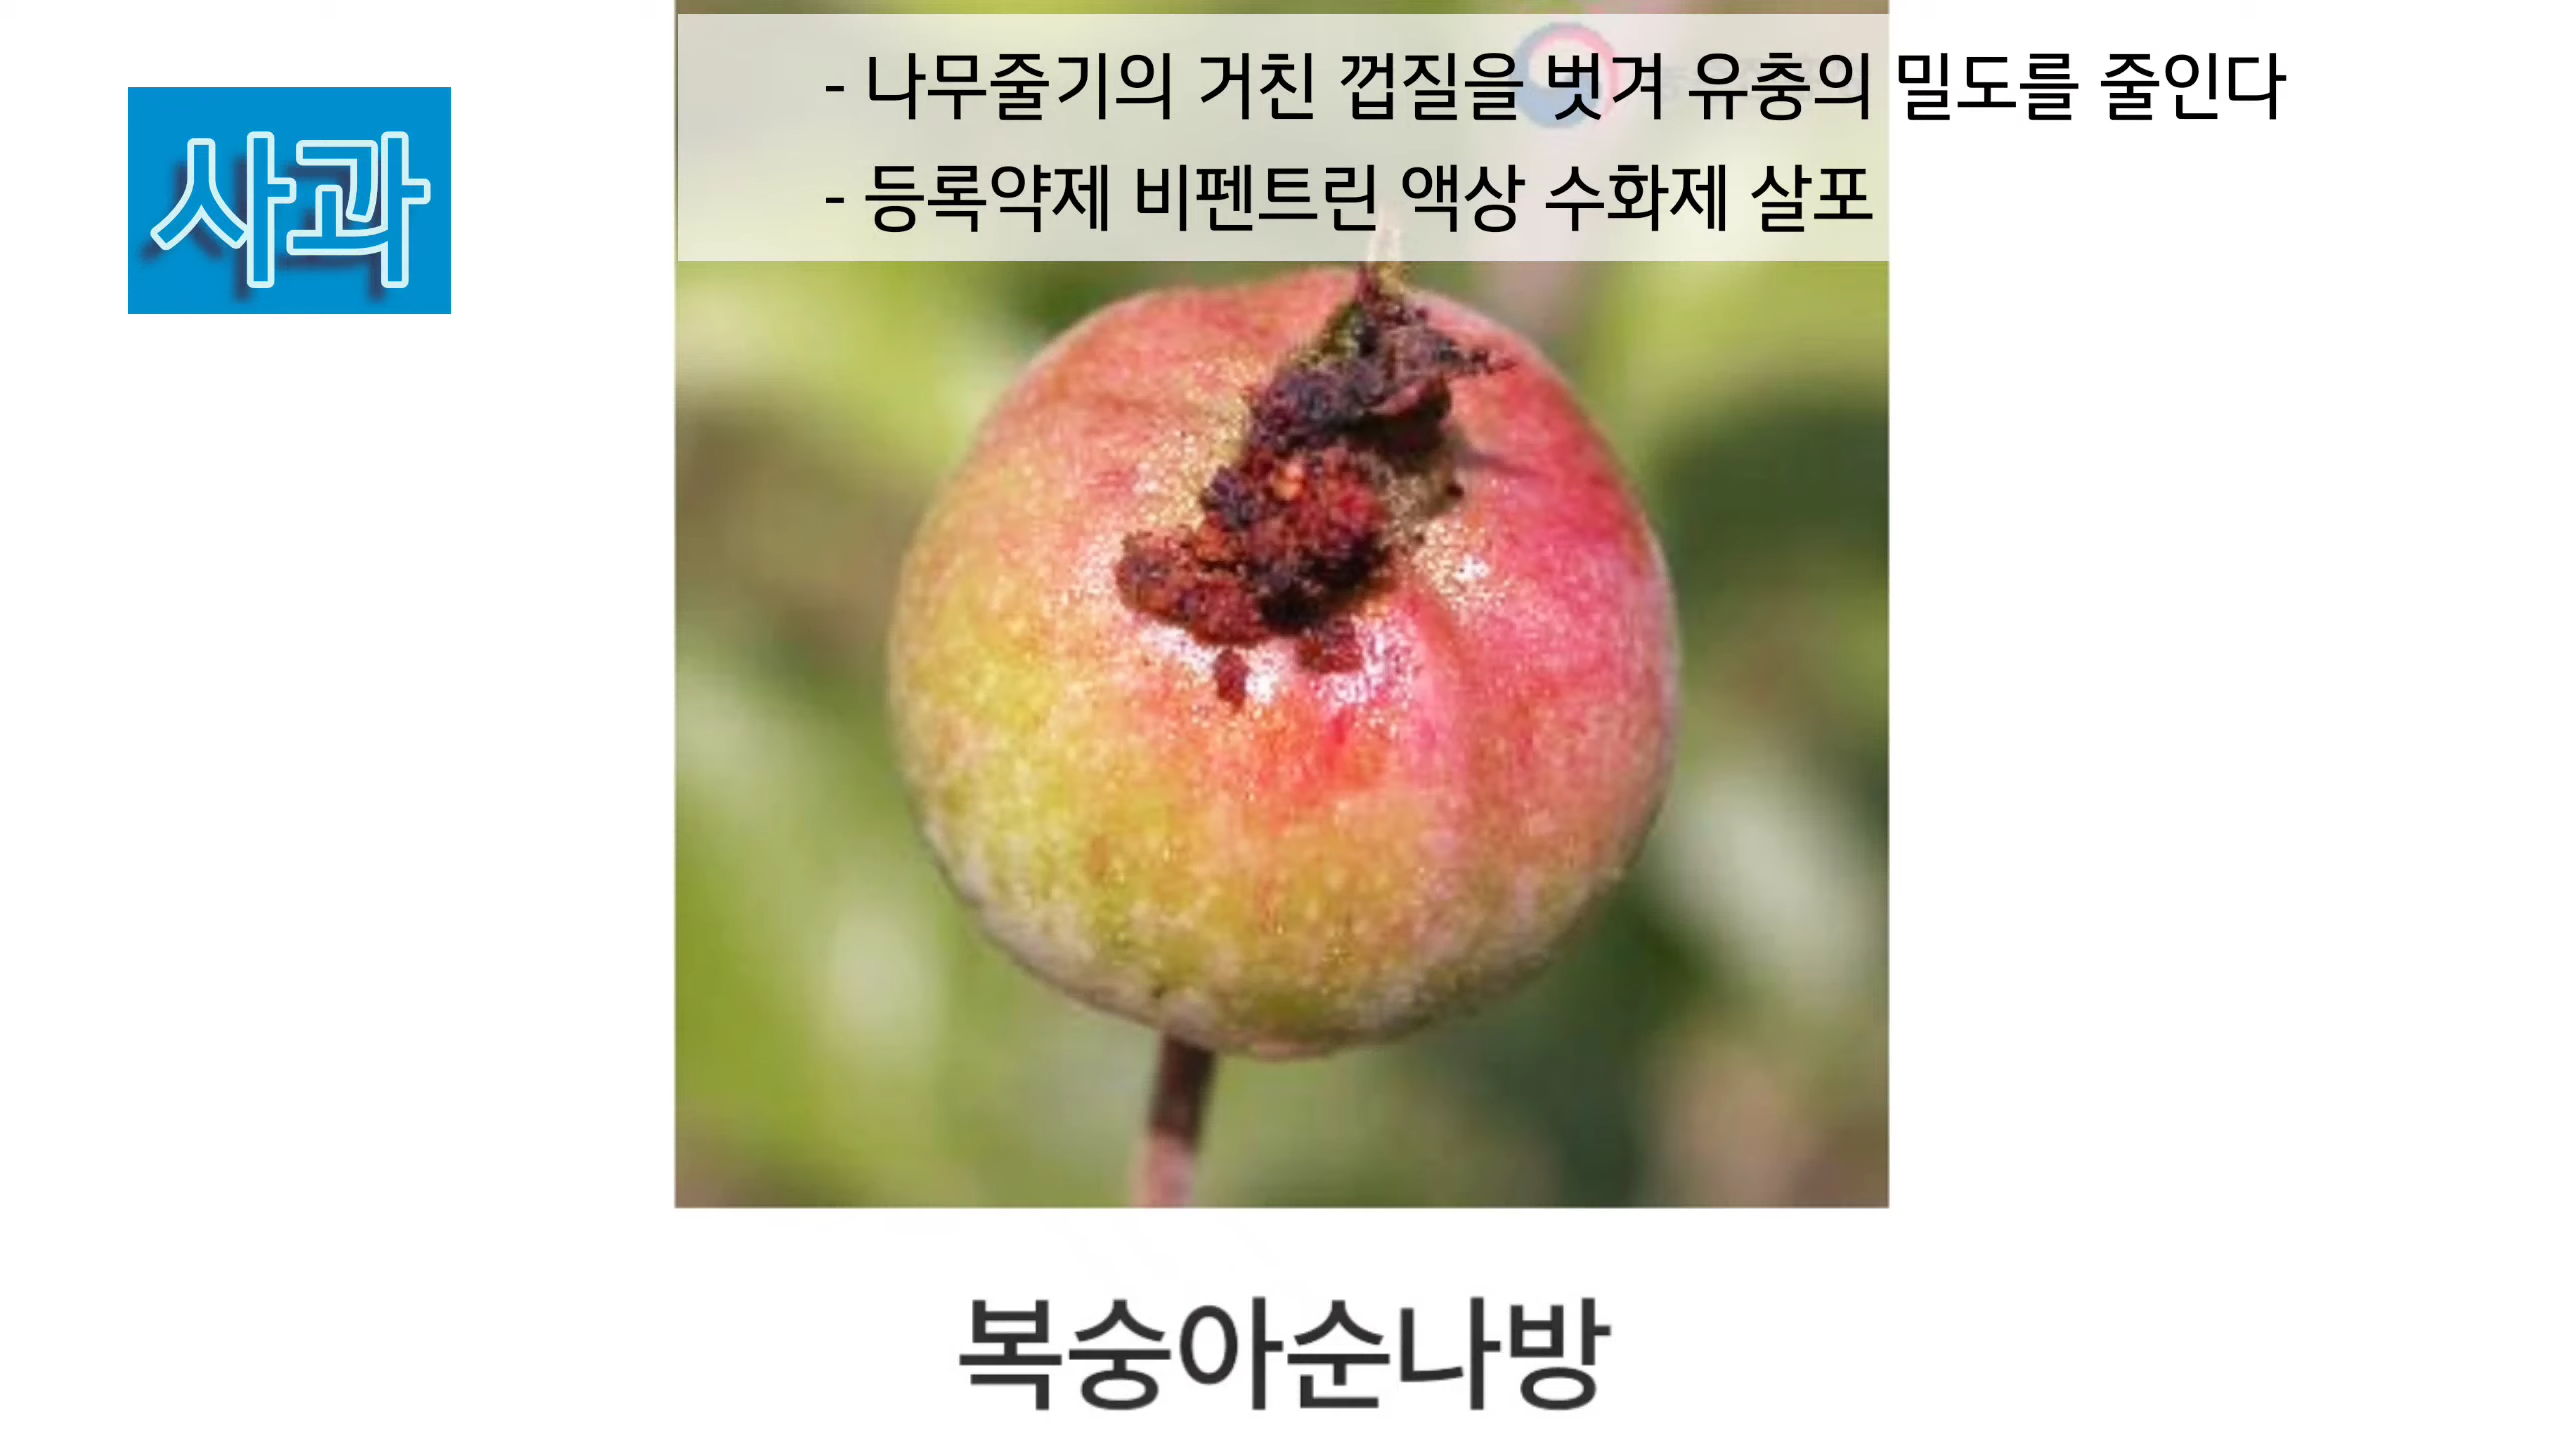 사과
- 나무줄기의 거친 껍질을 벗겨 유충의 밀도를 줄인다
- 등록약제 비펜트린 액상 수화제 살포
복숭아순나방